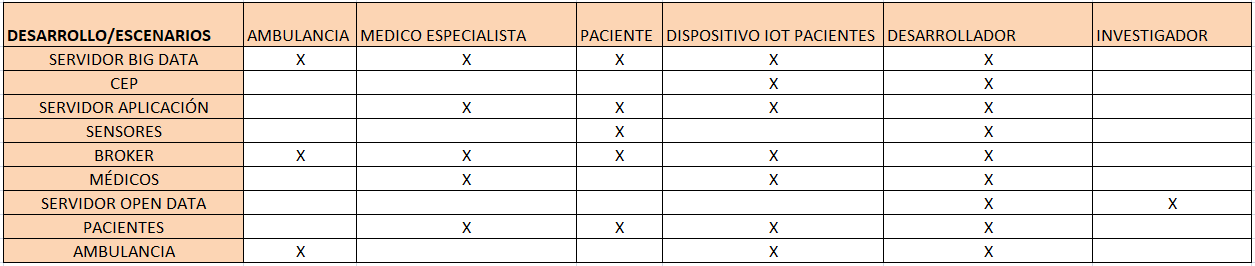 DESARROLLO/ESCENARIOS AMBULANCIA MEDICO ESPECIALISTA PACIENTE DISPOSITIVO IOT PACIENTES DESARROLLADOR INVESTIGADOR
SERVIDOR BIG DATA X X X X X
CEP X X
SERVIDOR APLICACIÓN X X X X
SENSORES X X
BROKER X X X X X
MÉDICOS X X X
SERVIDOR OPEN DATA X X
PACIENTES X X X X
AMBULANCIA X X X